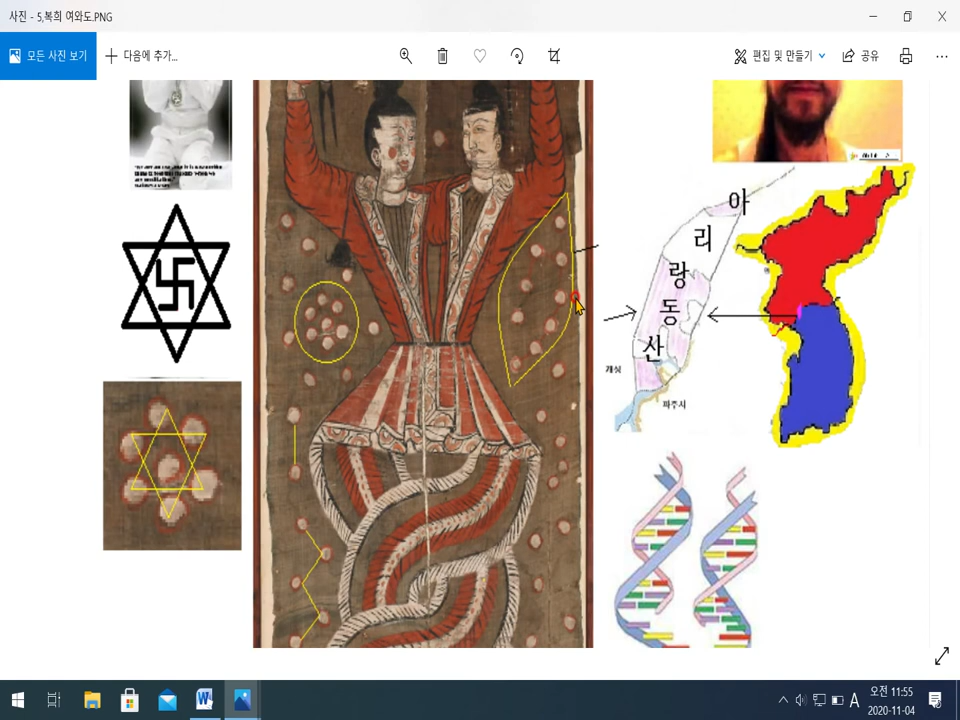 사진 - 5,복희 여와도.PNG
모든 사진 보기
다음에 추가...
편집 및 만들기
공유
아
리
랑
동
산
개성
파주시
A
오전 11:55
2020-11-04